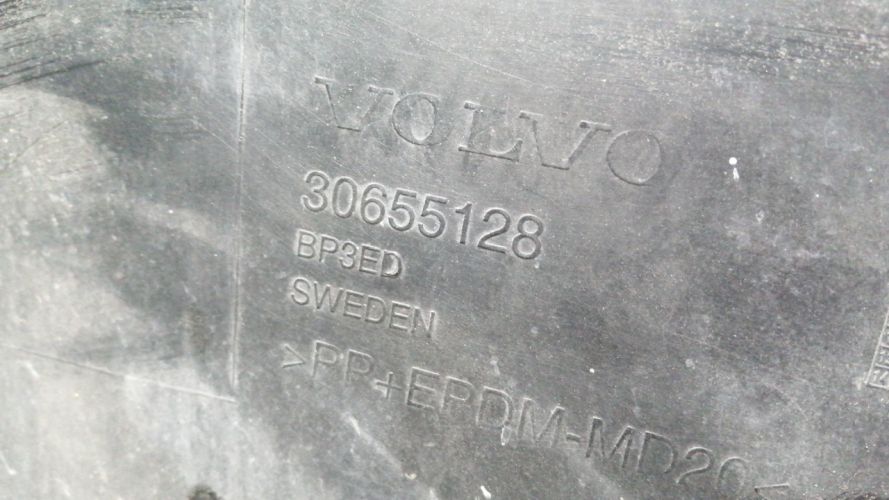 VOLVO
30655128
BP3ED
SWEDEN
>PP+EPDM-MD20<